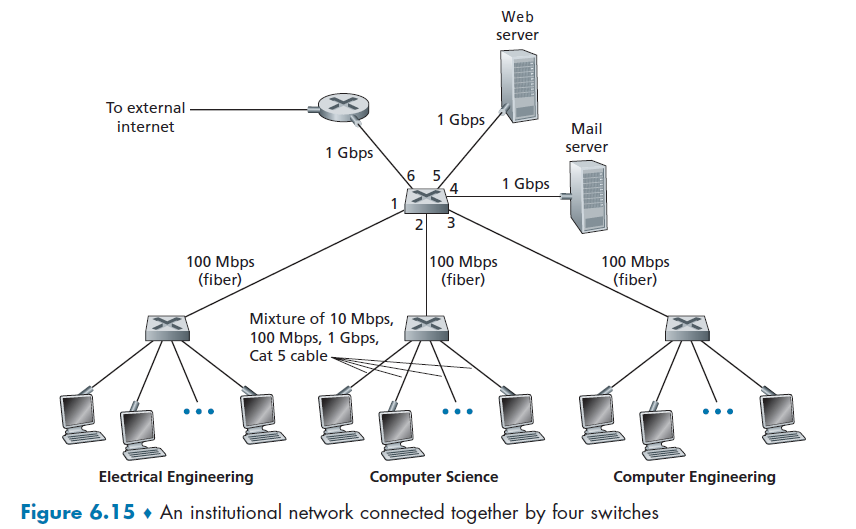 Web
server
To external
internet
1 Gbps
Mail
server
1 Gbps
1 Gbps
6 5
4
1
2 3
100 Mbps
(fiber)
100 Mbps
(fiber)
100 Mbps
(fiber)
Mixture of 10 Mbps,
100 Mbps, 1 Gbps,
Cat 5 cable
Electrical Engineering
Computer Science
Computer Engineering
Figure 6.15 ♦ An institutional network connected together by four switches